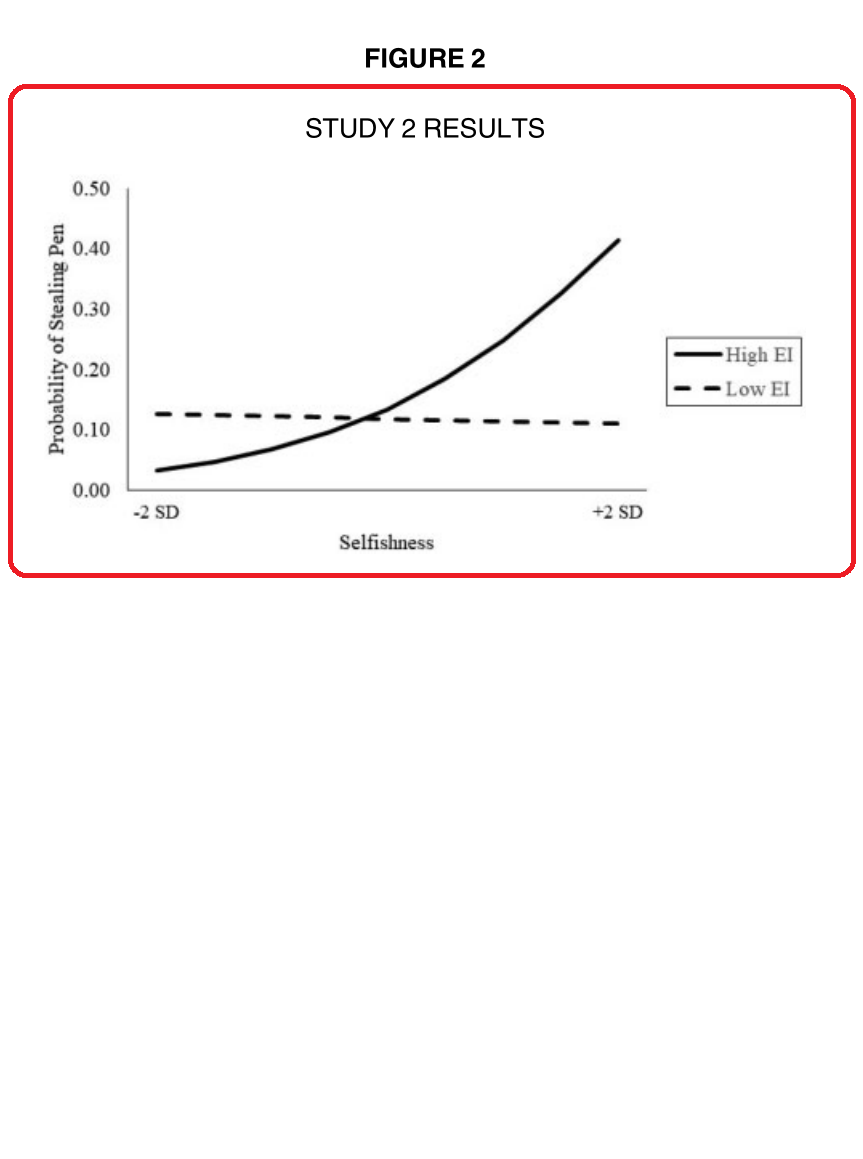 FIGURE 2
STUDY 2 RESULTS
Probability of Stealing Pen
0.50
0.40
0.30
0.20
0.10
0.00
-2 SD
+2 SD
Selfishness
High EI
Low EI